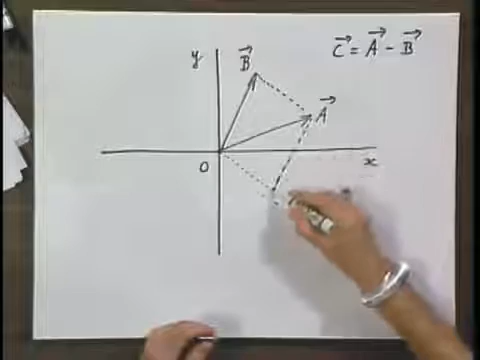 C⃗ = A⃗ - B⃗
y
B⃗
A⃗
O
x